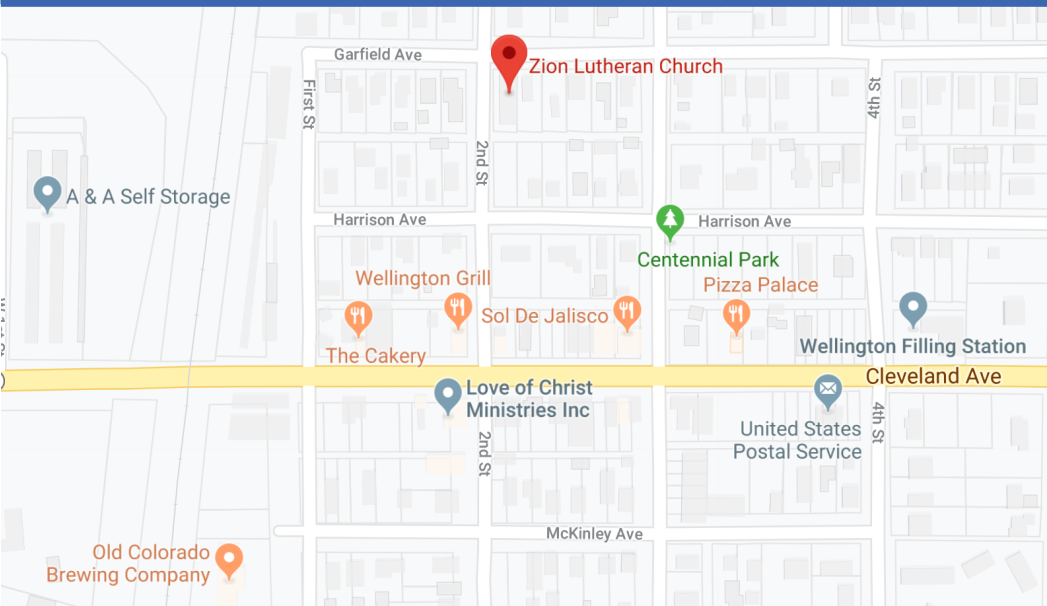 Garfield Ave
Zion Lutheran Church
First St
4th St
2nd St
A & A Self Storage
Harrison Ave
Harrison Ave
Centennial Park
Wellington Grill
Pizza Palace
Sol De Jalisco
The Cakery
Wellington Filling Station
Cleveland Ave
Love of Christ
Ministries Inc
4th St
United States
Postal Service
2nd St
McKinley Ave
Old Colorado
Brewing Company